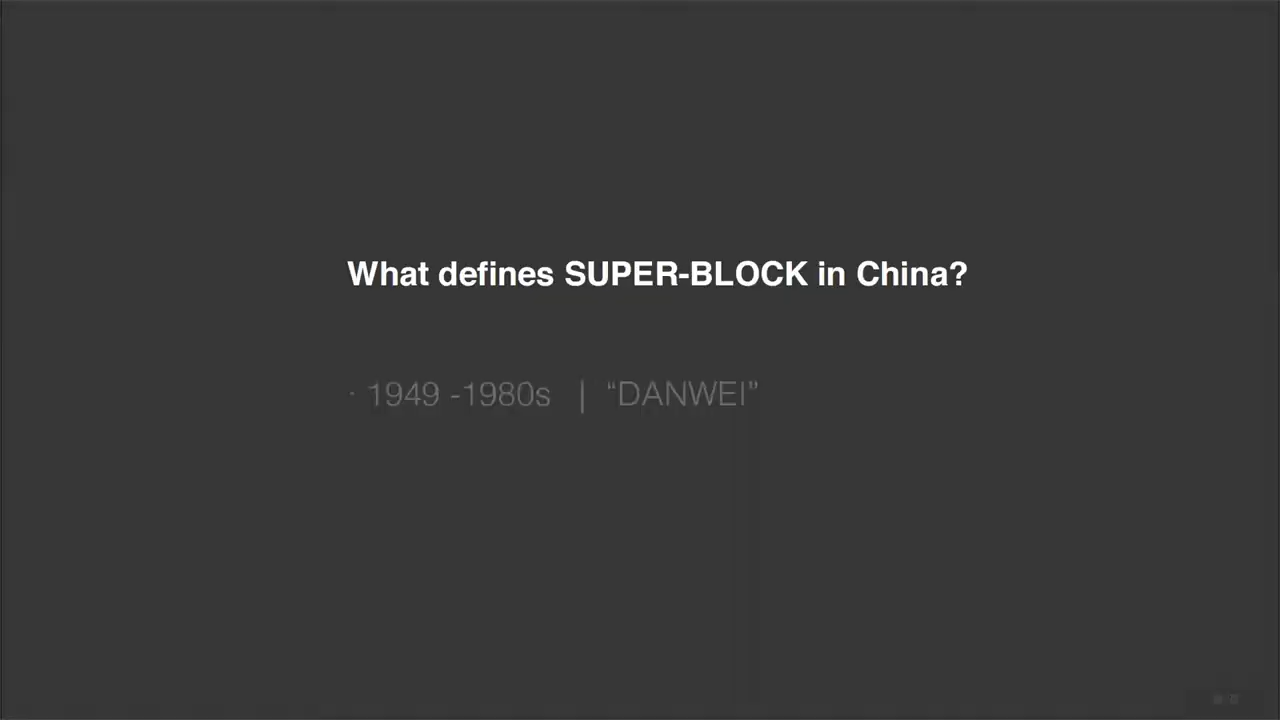 What defines SUPER-BLOCK in China?
· 1949 -1980s | “DANWEI”